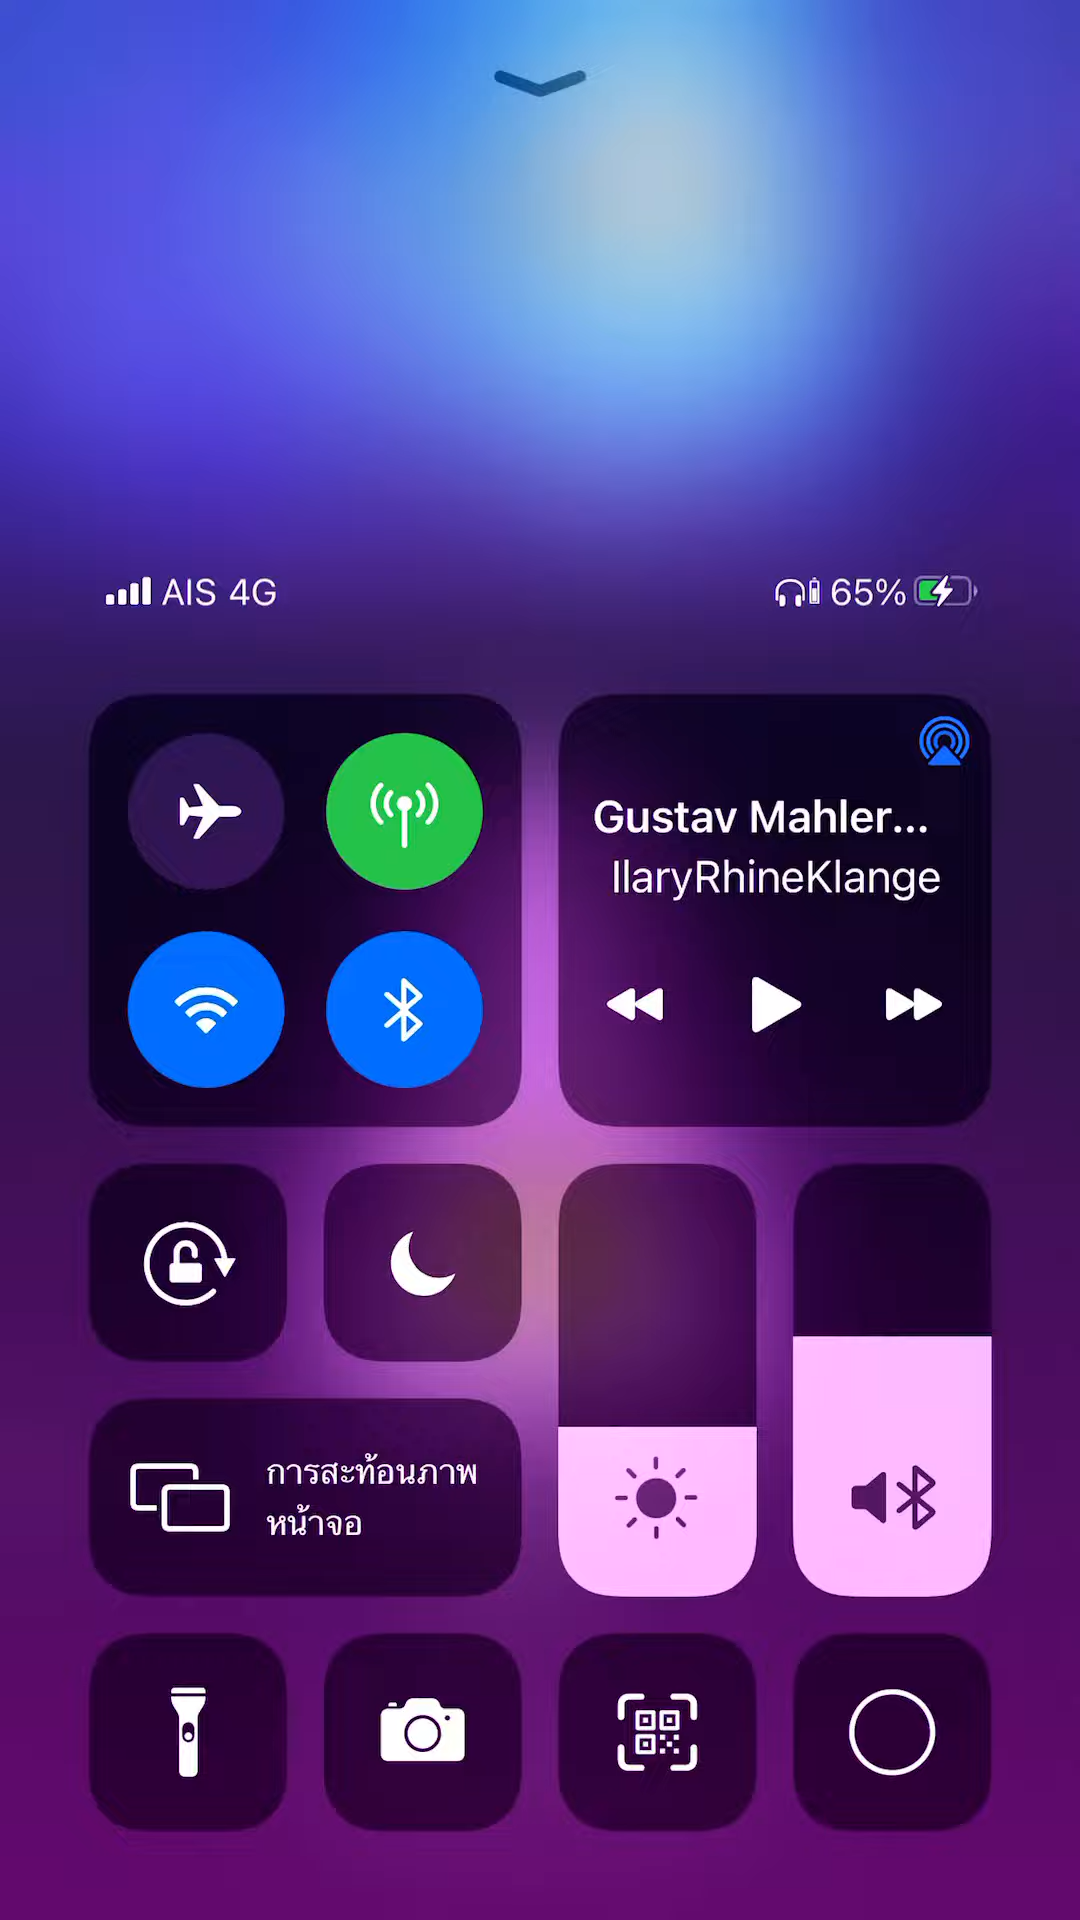 AIS 4G
65%
Gustav Mahler...
IlaryRhineKlange
การสะท้อนภาพ
หน้าจอ